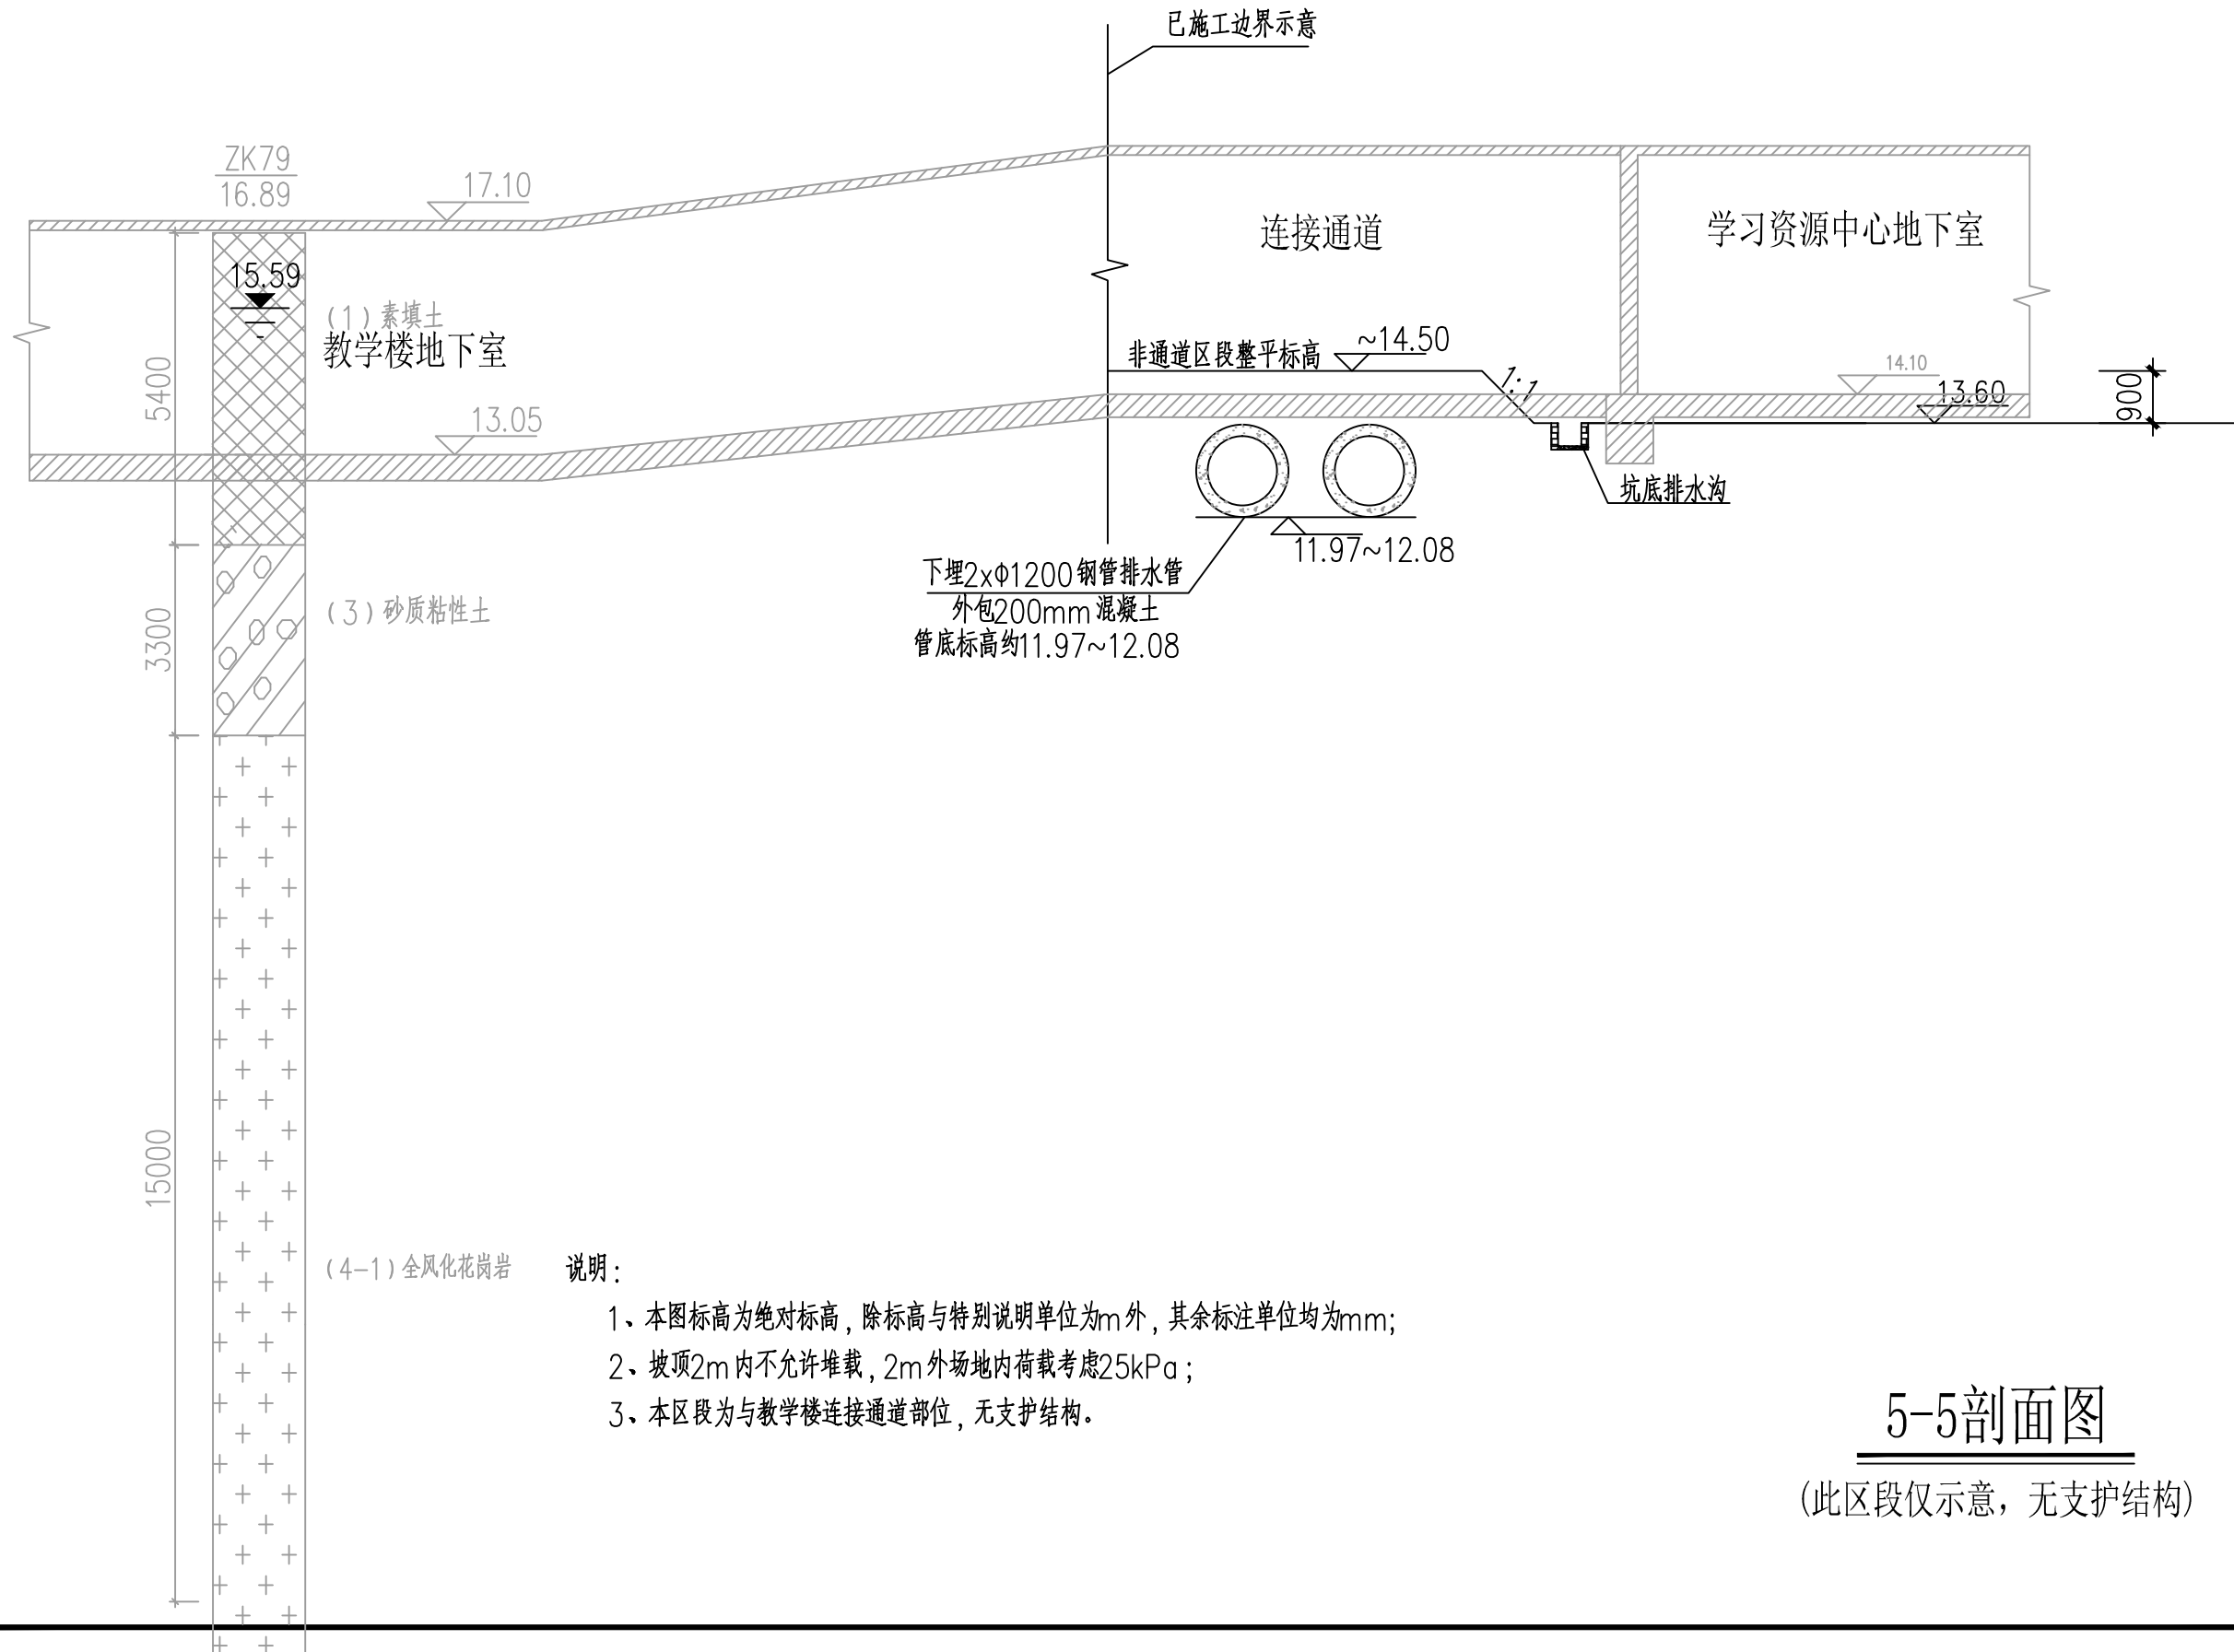 已施工边界示意
ZK79
16.89
17.10
连接通道
学习资源中心地下室
15.59
(1)素填土
教学楼地下室
5400
非通道区段整平标高
~14.50
1:1
14.10
13.60
900
13.05
坑底排水沟
11.97~12.08
下埋2xΦ1200钢管排水管
外包200mm混凝土
管底标高约11.97~12.08
3300
(3)砂质粘性土
15000
(4-1)全风化花岗岩
说明:
1、本图标高为绝对标高,除标高与特别说明单位为m外,其余标注单位均为mm;
2、坡顶2m内不允许堆载,2m外场地内荷载考虑25kPa;
3、本区段为与教学楼连接通道部位,无支护结构。
5-5剖面图
(此区段仅示意，无支护结构)